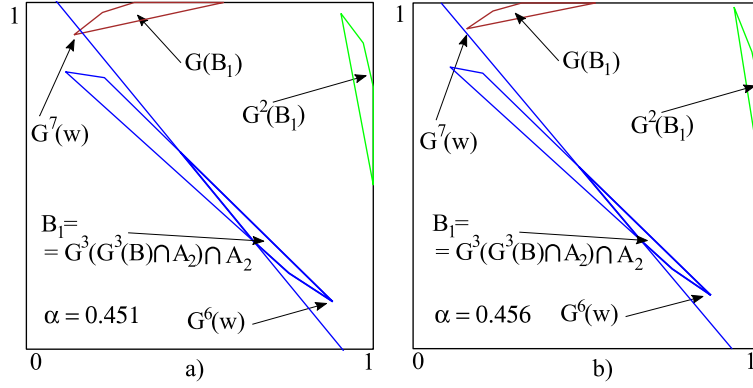 1
G(B₁)
G²(B₁)
G⁷(w)
B₁=
= G³(G³(B)∩A₂)∩A₂
G⁶(w)
α = 0.451
0
1
a)
1
G(B₁)
G²(B₁)
G⁷(w)
B₁=
= G³(G³(B)∩A₂)∩A₂
G⁶(w)
α = 0.456
0
1
b)